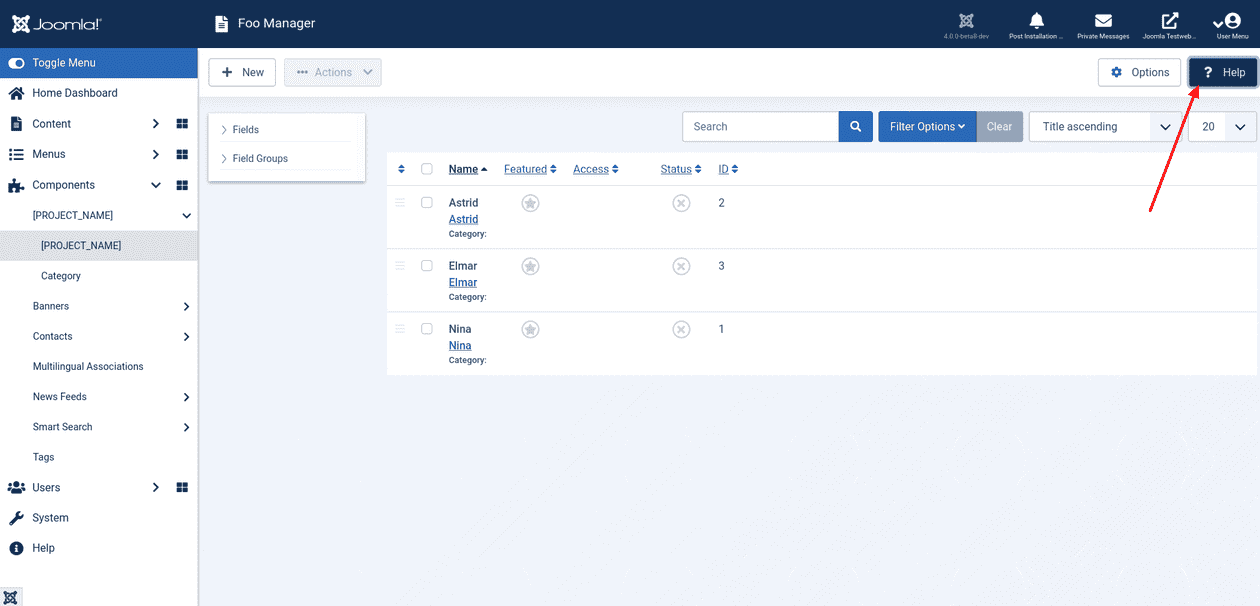 Joomla!®
Foo Manager
4.0.0-beta8-dev
Post Installation ...
Private Messages
Joomla Testweb...
User Menu
Toggle Menu
New
Actions
Options
? Help
Home Dashboard
Content
Menus
Components
[PROJECT_NAME]
[PROJECT_NAME]
Category
Banners
Contacts
Multilingual Associations
News Feeds
Smart Search
Tags
Users
System
Help
Fields
Field Groups
Search
Filter Options
Clear
Title ascending
20
Name Featured Access Status ID
Astrid 2
Astrid
Category:
Elmar 3
Elmar
Category:
Nina 1
Nina
Category: